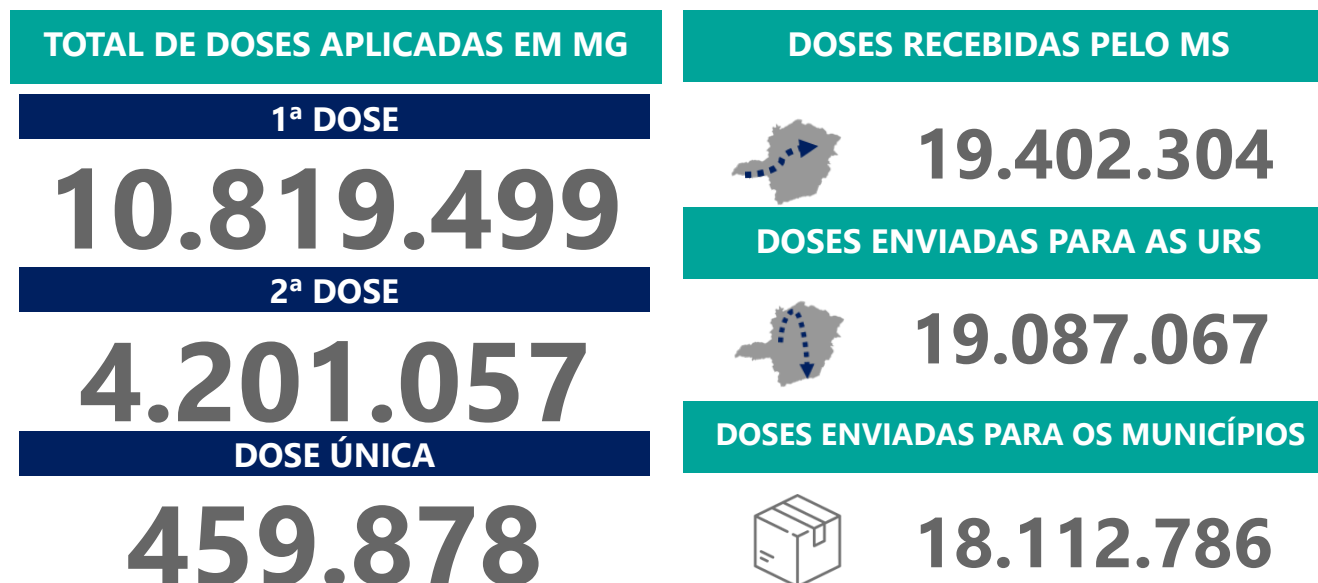 TOTAL DE DOSES APLICADAS EM MG
1ª DOSE
10.819.499
2ª DOSE
4.201.057
DOSE ÚNICA
459.878
DOSES RECEBIDAS PELO MS
19.402.304
DOSES ENVIADAS PARA AS URS
19.087.067
DOSES ENVIADAS PARA OS MUNICÍPIOS
18.112.786